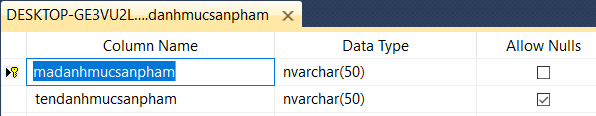 DESKTOP-GE3VU2L....danhmucsanpham
Column Name Data Type Allow Nulls
madanhmucsanpham nvarchar(50)
tendanhmucsanpham nvarchar(50)